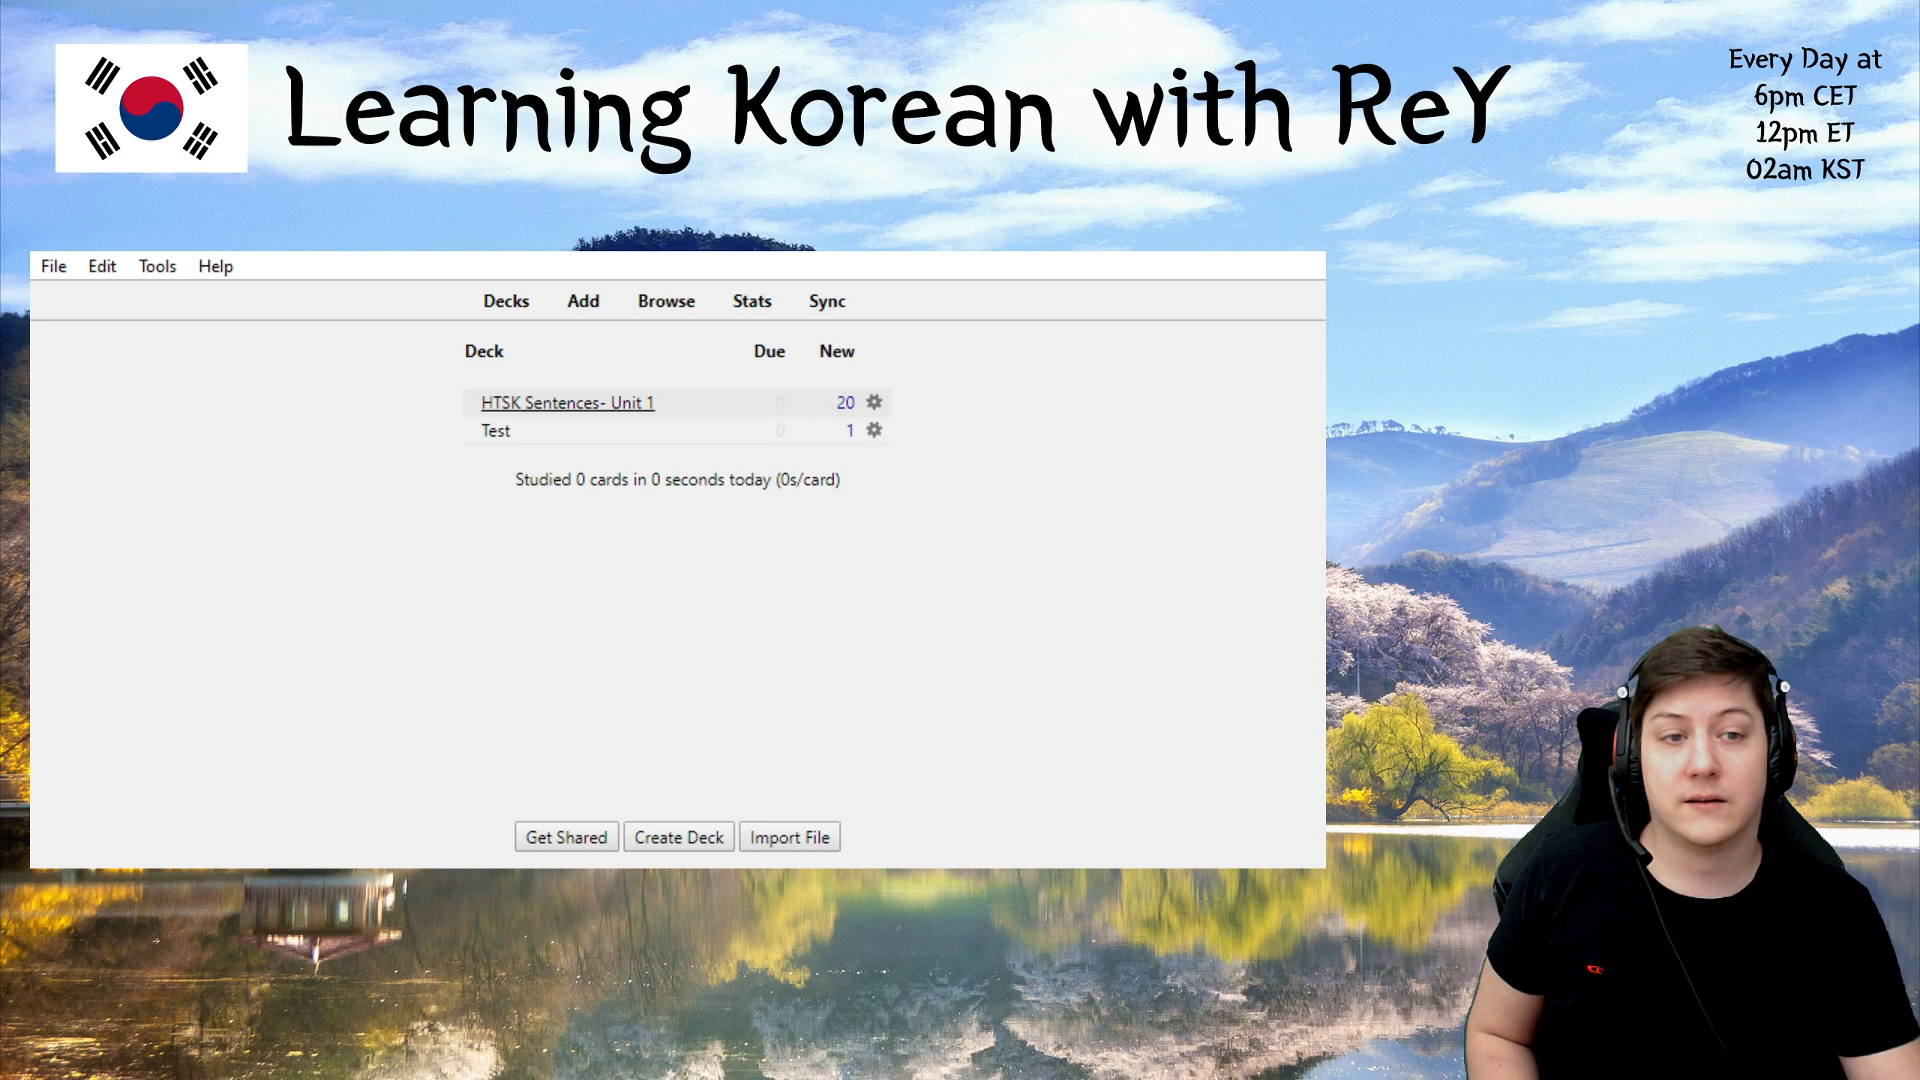 Learning Korean with ReY
Every Day at
6pm CET
12pm ET
02am KST
File Edit Tools Help
Decks Add Browse Stats Sync
Deck Due New
HTSK Sentences- Unit 1 0 20
Test 0 1
Studied 0 cards in 0 seconds today (0s/card)
Get Shared Create Deck Import File